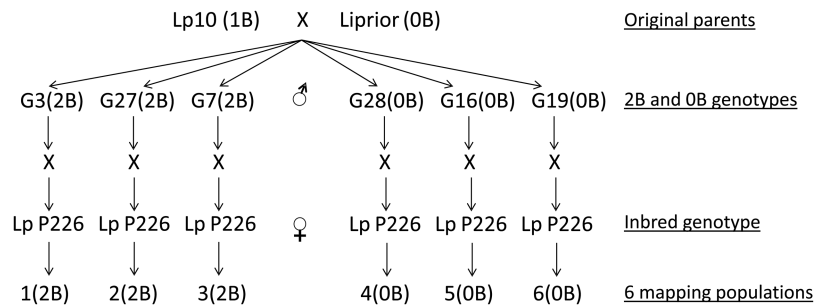 Lp10 (1B) X Liprior (0B) Original parents
G3(2B) G27(2B) G7(2B) ♂ G28(0B) G16(0B) G19(0B) 2B and 0B genotypes
X X X X X X
Lp P226 Lp P226 Lp P226 ♀ Lp P226 Lp P226 Lp P226 Inbred genotype
1(2B) 2(2B) 3(2B) 4(0B) 5(0B) 6(0B) 6 mapping populations